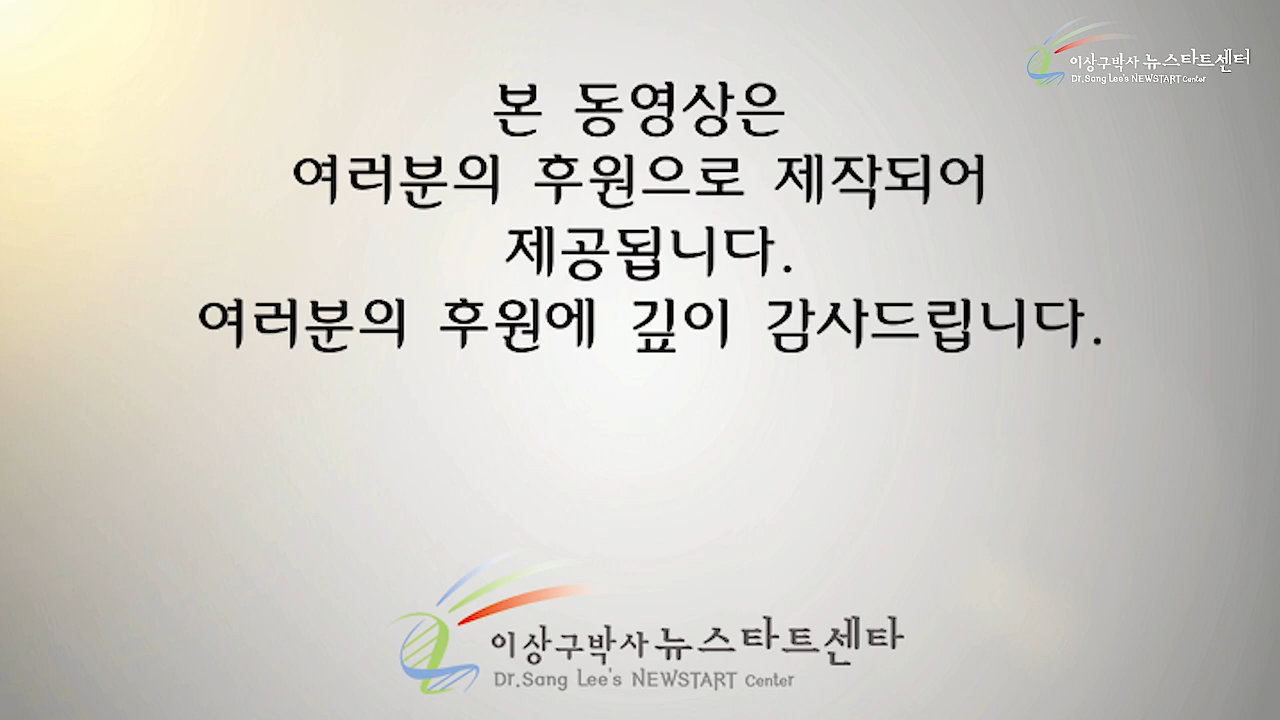 이상구박사 뉴스타트센터
Dr.Sang Lee's NEWSTART Center
본 동영상은
여러분의 후원으로 제작되어
제공됩니다.
여러분의 후원에 깊이 감사드립니다.
이상구박사 뉴스타트센타
Dr.Sang Lee's NEWSTART Center